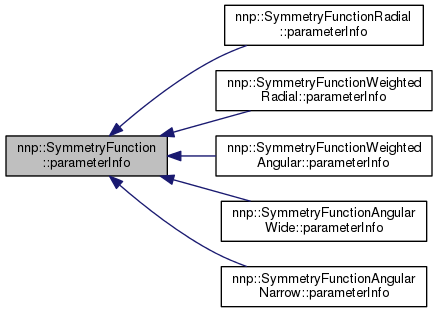 nnp::SymmetryFunctionRadial
::parameterInfo
nnp::SymmetryFunctionWeighted
Radial::parameterInfo
nnp::SymmetryFunction
::parameterInfo
nnp::SymmetryFunctionWeighted
Angular::parameterInfo
nnp::SymmetryFunctionAngular
Wide::parameterInfo
nnp::SymmetryFunctionAngular
Narrow::parameterInfo